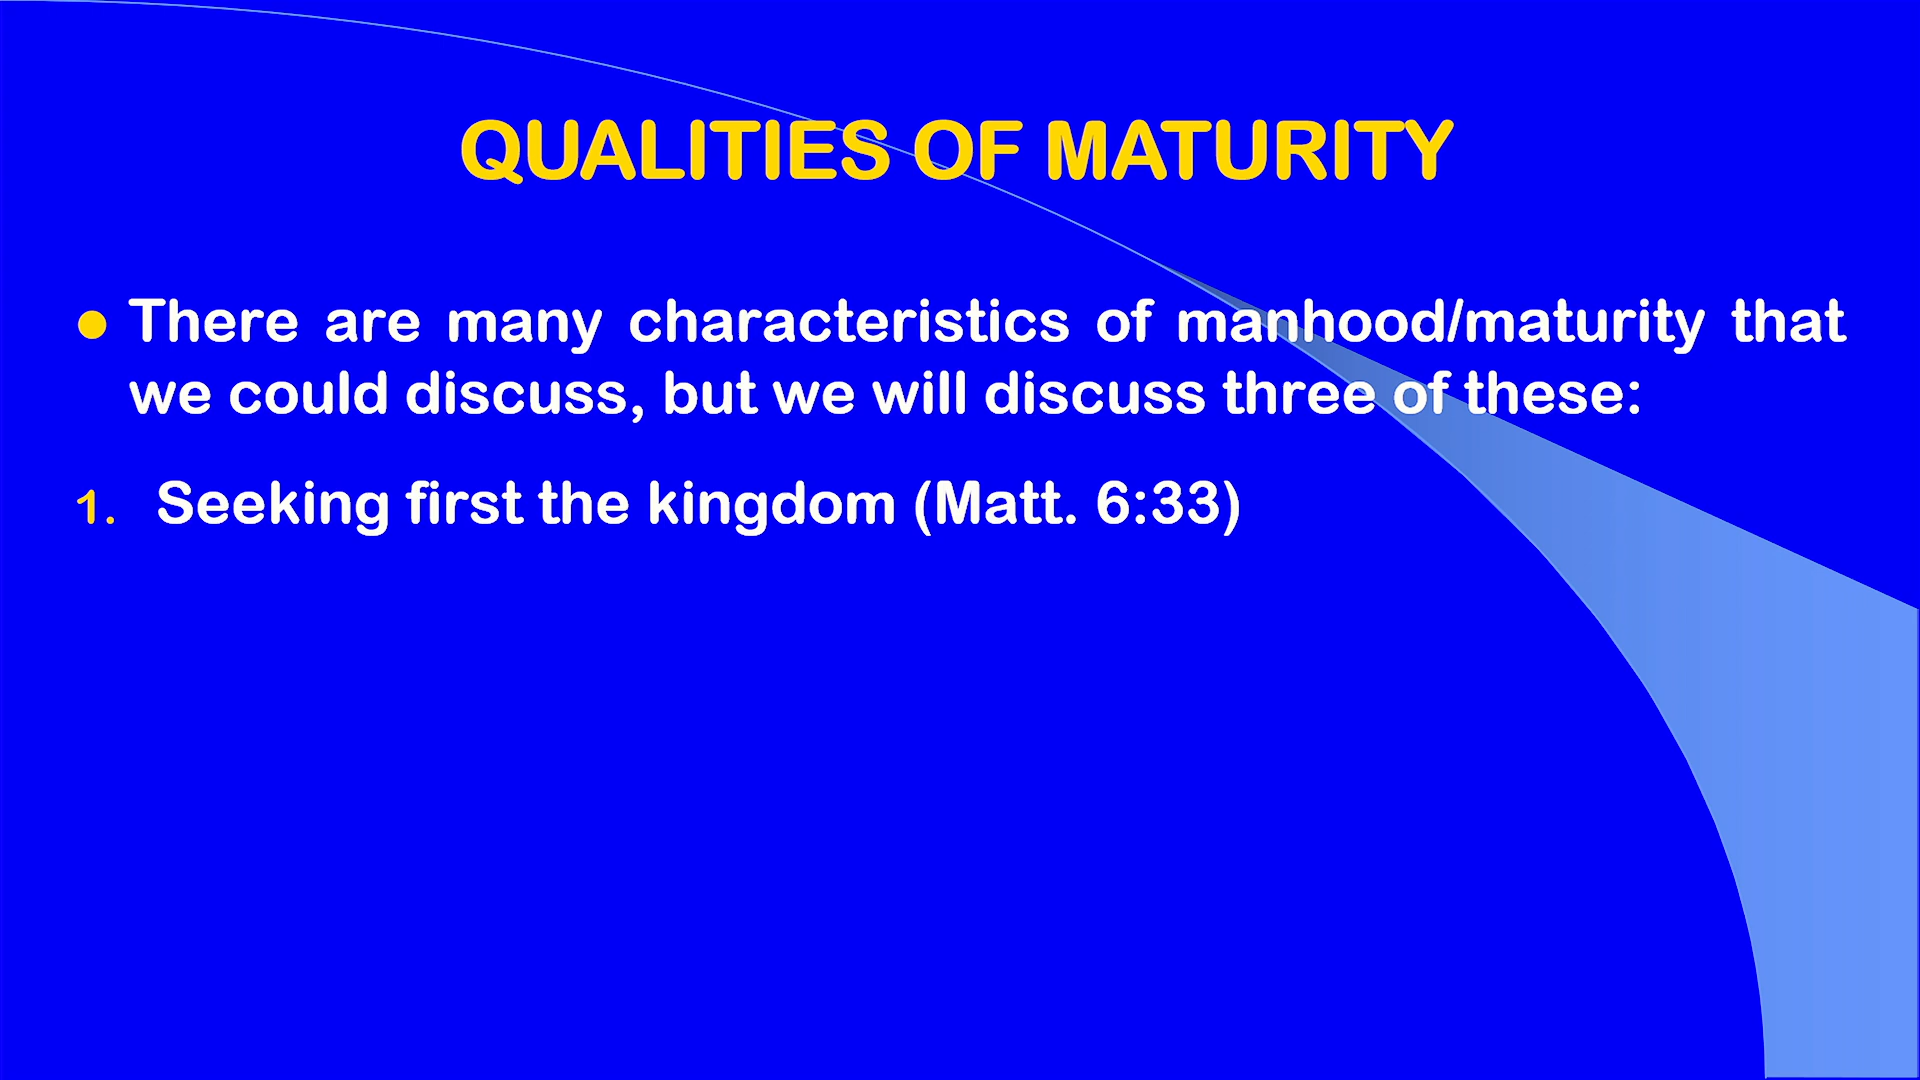 QUALITIES OF MATURITY
● There are many characteristics of manhood/maturity that
we could discuss, but we will discuss three of these:
1. Seeking first the kingdom (Matt. 6:33)